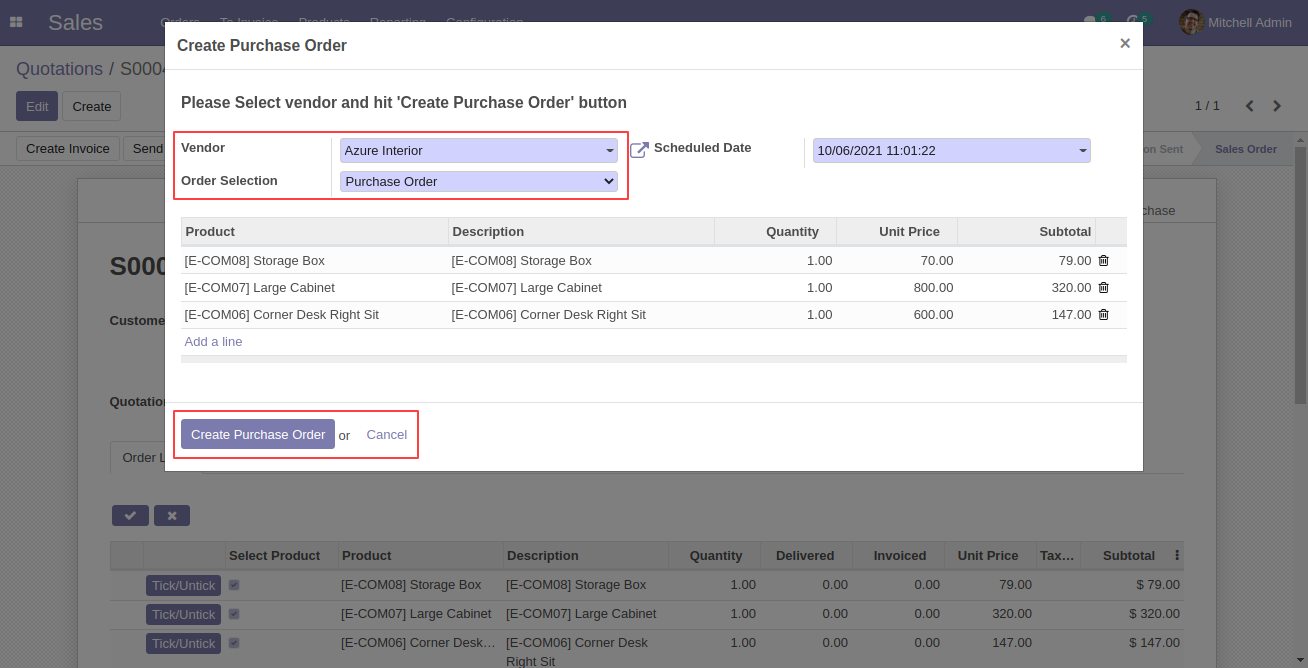 Sales Orders To Invoice Products Reporting Configuration 6 5 Mitchell Admin
Create Purchase Order ×
Quotations / S0004
Edit Create 1 / 1
Create Invoice Send on Sent Sales Order
Please Select vendor and hit 'Create Purchase Order' button
Vendor Azure Interior Scheduled Date 10/06/2021 11:01:22
Order Selection Purchase Order
chase
Product Description Quantity Unit Price Subtotal
[E-COM08] Storage Box [E-COM08] Storage Box 1.00 70.00 79.00
[E-COM07] Large Cabinet [E-COM07] Large Cabinet 1.00 800.00 320.00
[E-COM06] Corner Desk Right Sit [E-COM06] Corner Desk Right Sit 1.00 600.00 147.00
Add a line
S000
Custome
Quotation
Create Purchase Order or Cancel
Order L
Select Product Product Description Quantity Delivered Invoiced Unit Price Tax… Subtotal
Tick/Untick [E-COM08] Storage Box [E-COM08] Storage Box 1.00 0.00 0.00 79.00 $ 79.00
Tick/Untick [E-COM07] Large Cabinet [E-COM07] Large Cabinet 1.00 0.00 0.00 320.00 $ 320.00
Tick/Untick [E-COM06] Corner Desk… [E-COM06] Corner Desk 1.00 0.00 0.00 147.00 $ 147.00
Right Sit